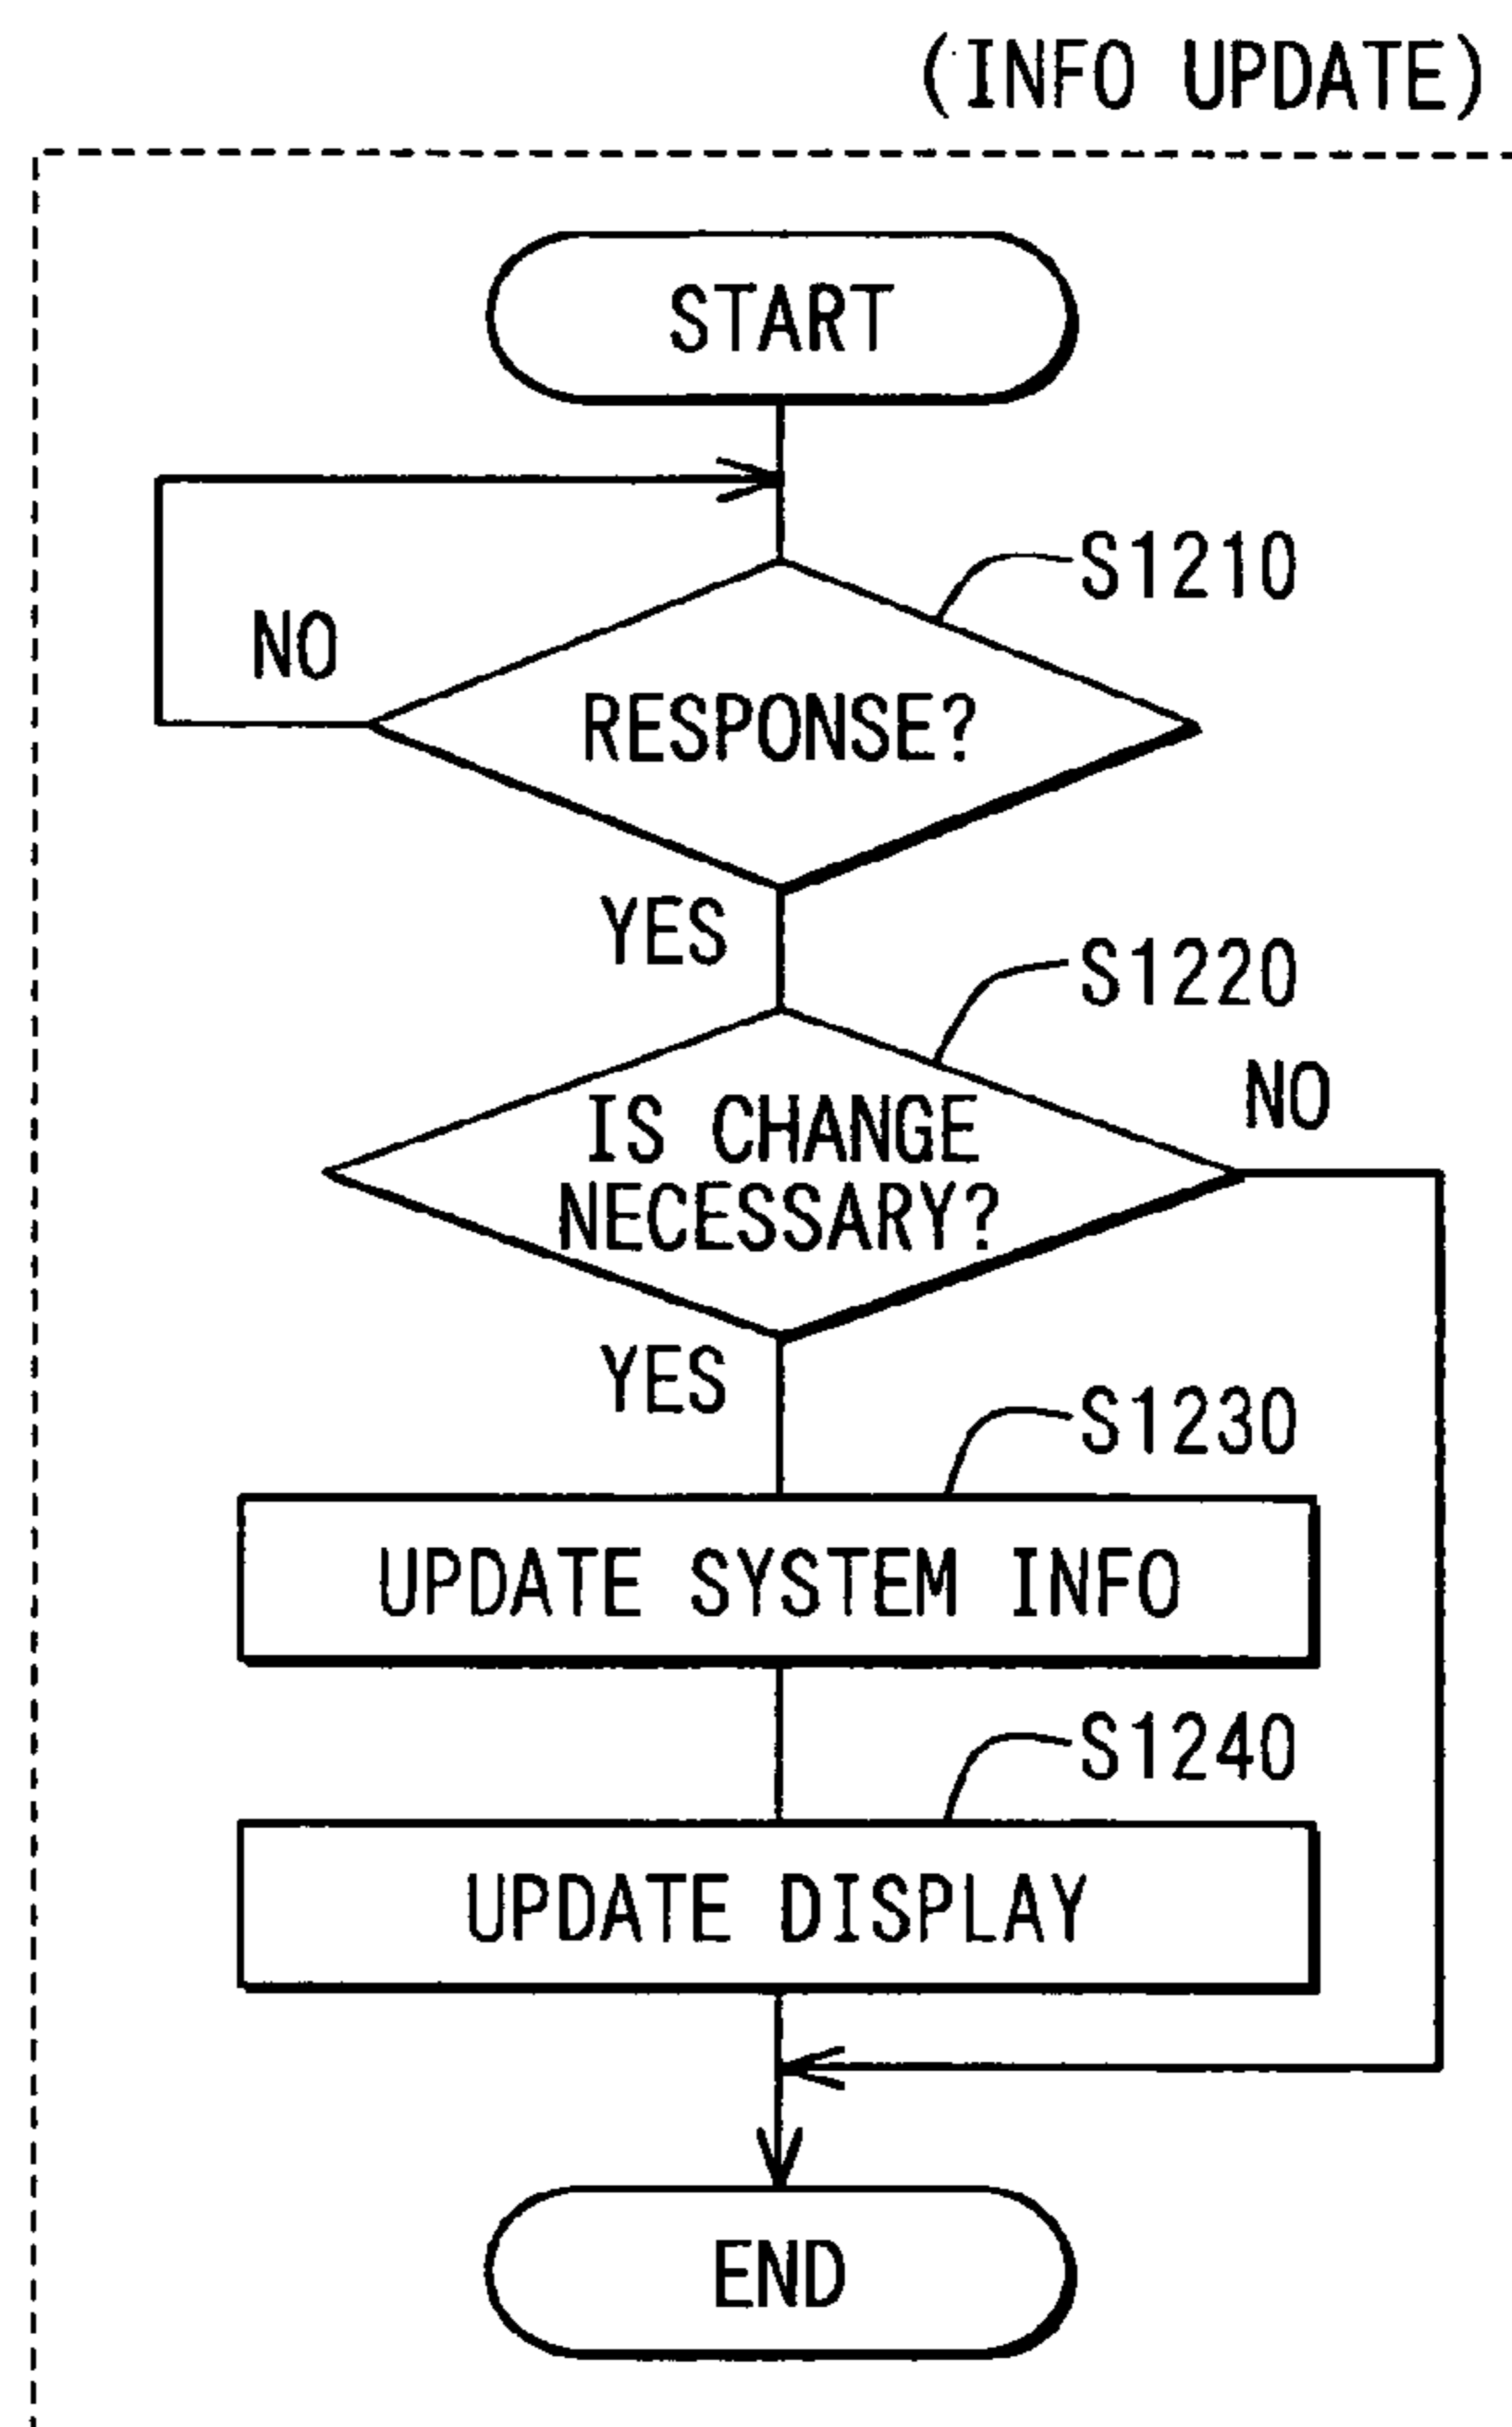 (INFO UPDATE)
START
S1210
NO
RESPONSE?
YES
S1220
NO
IS CHANGE
NECESSARY?
YES
S1230
UPDATE SYSTEM INFO
S1240
UPDATE DISPLAY
END